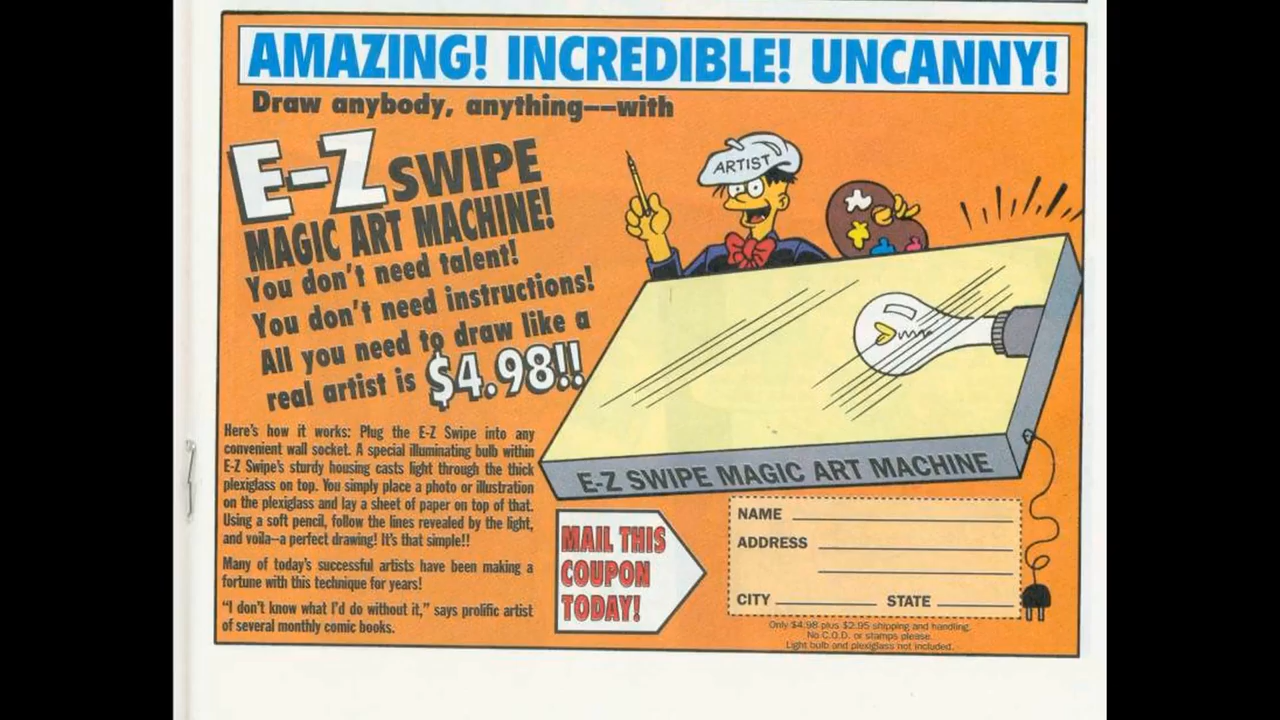 AMAZING! INCREDIBLE! UNCANNY!
Draw anybody, anything--with
E-Z SWIPE
MAGIC ART MACHINE!
You don't need talent!
You don't need instructions!
All you need to draw like a
real artist is $4.98!!
ARTIST
Here's how it works: Plug the E-Z Swipe into any
convenient wall socket. A special illuminating bulb within
E-Z Swipe's sturdy housing casts light through the thick
plexiglass on top. You simply place a photo or illustration
on the plexiglass and lay a sheet of paper on top of that.
Using a soft pencil, follow the lines revealed by the light,
and voila--a perfect drawing! It's that simple!!
Many of today's successful artists have been making a
fortune with this technique for years!
"I don't know what I'd do without it," says prolific artist
of several monthly comic books.
E-Z SWIPE MAGIC ART MACHINE
MAIL THIS
COUPON
TODAY!
NAME
ADDRESS
CITY STATE
Only $4.98 plus $2.95 shipping and handling.
No C.O.D. or stamps please.
Light bulb and plexiglass not included.